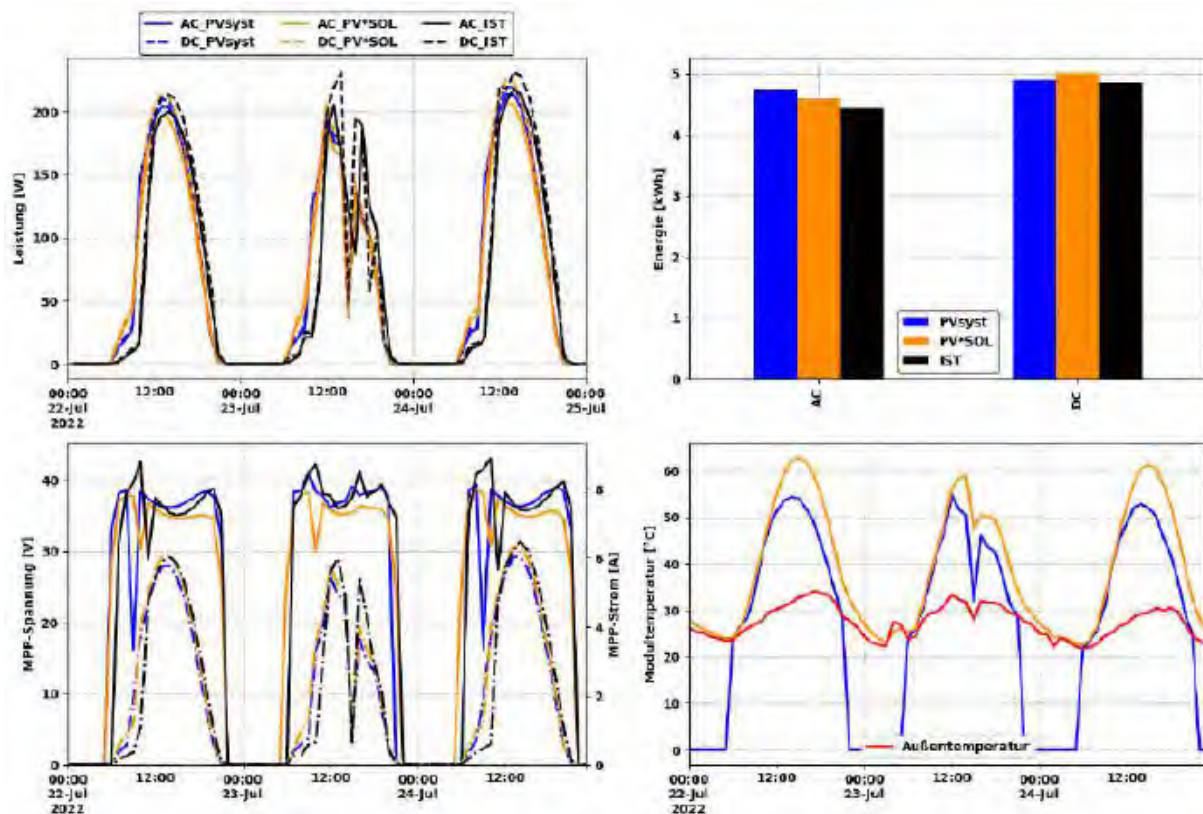 AC_PVsyst AC_PV*SOL AC_IST
DC_PVsyst DC_PV*SOL DC_IST
Leistung [W]
200
150
100
50
0
00:00 12:00 00:00 12:00 00:00 12:00 00:00
22-Jul 23-Jul 24-Jul 25-Jul
2022
Energie [kWh]
5
4
3
2
1
0
PVsyst
PV*SOL
IST
AC DC
MPP-Spannung [V]
40
30
20
10
0
MPP-Strom [A]
8
6
4
2
0
00:00 12:00 00:00 12:00 00:00 12:00
22-Jul 23-Jul 24-Jul
2022
Modultemperatur [°C]
60
50
40
30
20
10
0
Außentemperatur
00:00 12:00 00:00 12:00 00:00 12:00
22-Jul 23-Jul 24-Jul
2022